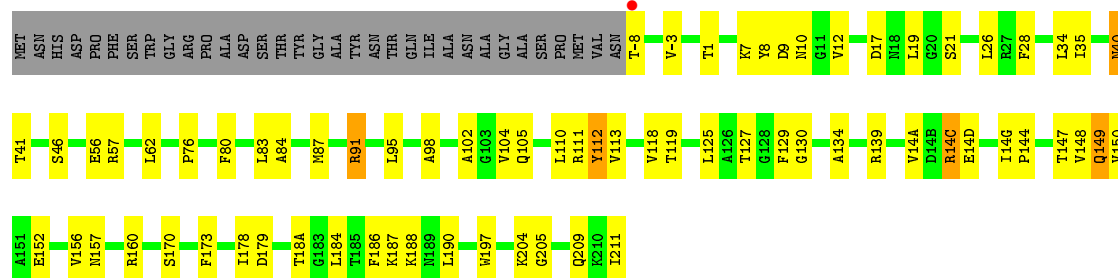 MET ASN HIS ASP PRO PHE SER TRP GLY ARG PRO ALA ASP SER THR TYR GLY ALA TYR ASN THR GLN ILE ALA ASN ALA GLY ALA SER PRO MET VAL ASN T-8 V-3 T1 K7 Y8 D9 N10 G11 V12 D17 N18 L19 G20 S21 L26 R27 F28 L34 I35
T41 S46 E56 R57 L62 P76 F80 L83 A84 M87 R91 L95 A98 A102 G103 V104 Q105 L110 R111 Y112 V113 V118 T119 L125 A126 T127 G128 F129 G130 A134 R139 V14A D14B R14C E14D I14G P144 T147 V148 Q149 V150
A151 E152 V156 N157 R160 S170 F173 I178 D179 T18A G183 L184 T185 F186 K187 K188 N189 L190 W197 K204 G205 Q209 K210 I211